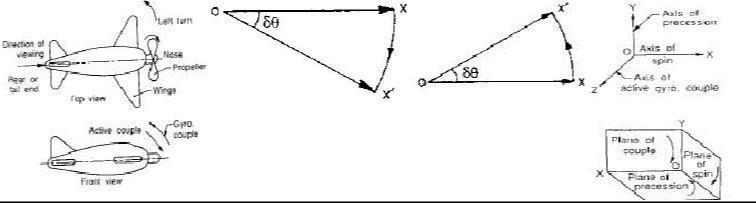 Left turn
Direction of
viewing
Nose
Propeller
Rear or
tail end
Wings
Top view
O
δθ
X
X′
O
δθ
X
X′
Y
Axis of
precession
O
Axis of
spin
X
Z
Axis of
active gyro. couple
Active couple
Gyro.
couple
Front view
Y
Plane of
couple
O
Plane
of
spin
X
Plane of
precession